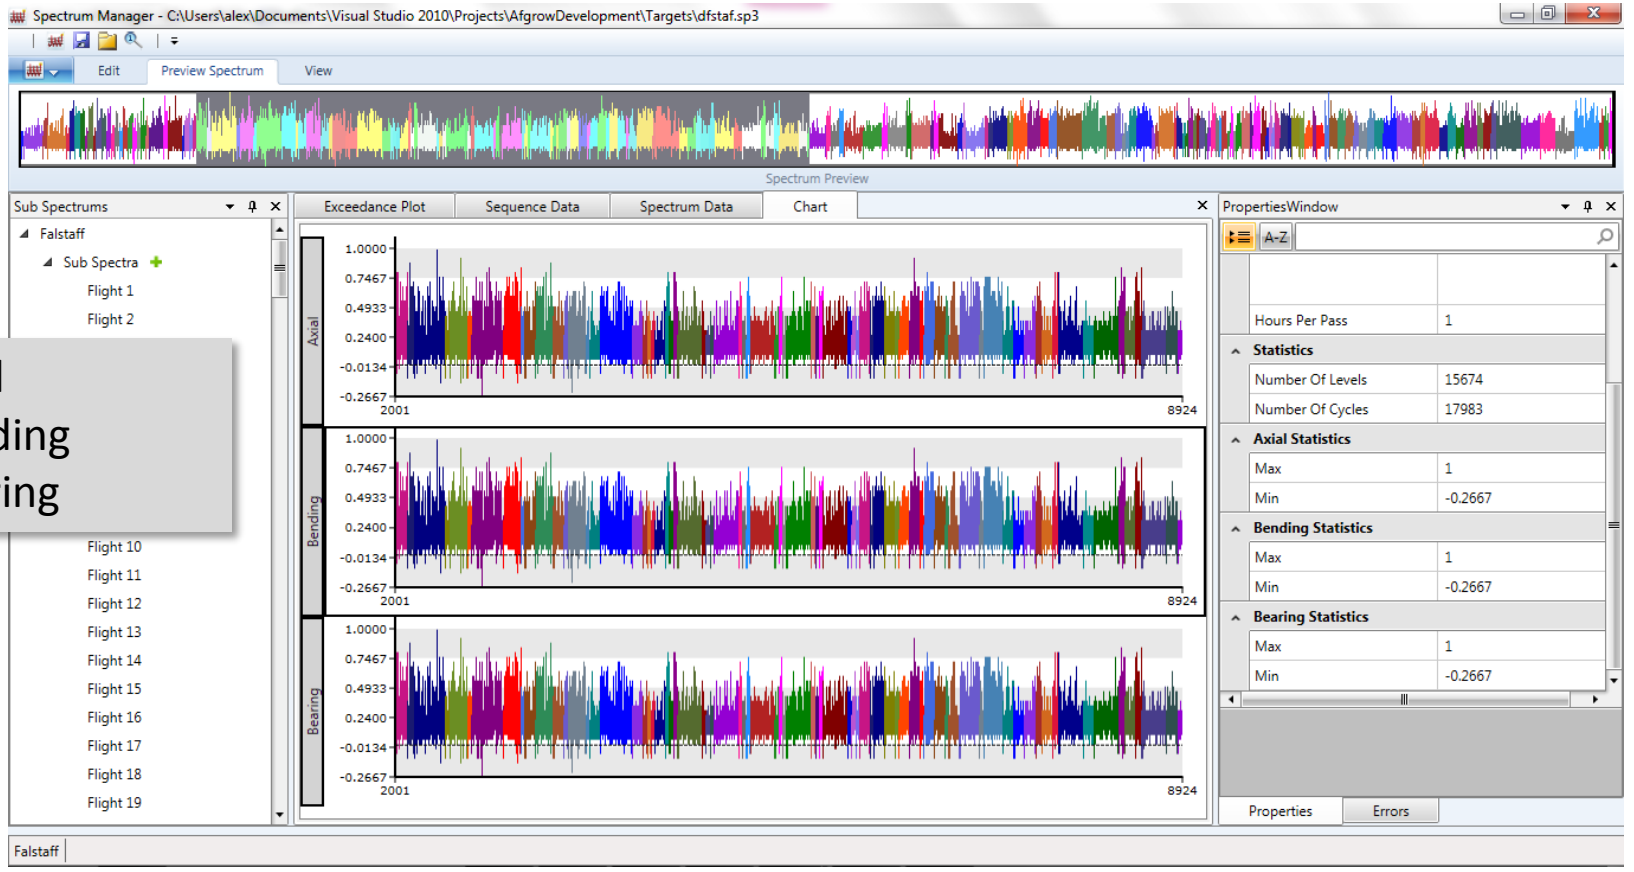 Spectrum Manager - C:\Users\alex\Documents\Visual Studio 2010\Projects\AfgrowDevelopment\Targets\dfstaf.sp3
Edit
Preview Spectrum
View
Spectrum Preview
Sub Spectrums
Falstaff
Sub Spectra
Flight 1
Flight 2
Flight 10
Flight 11
Flight 12
Flight 13
Flight 14
Flight 15
Flight 16
Flight 17
Flight 18
Flight 19
Exceedance Plot
Sequence Data
Spectrum Data
Chart
Axial
1.0000
0.7467
0.4933
0.2400
-0.0134
-0.2667
2001
8924
Bending
1.0000
0.7467
0.4933
0.2400
-0.0134
-0.2667
2001
8924
Bearing
1.0000
0.7467
0.4933
0.2400
-0.0134
-0.2667
2001
8924
PropertiesWindow
A-Z
Hours Per Pass 1
Statistics
Number Of Levels 15674
Number Of Cycles 17983
Axial Statistics
Max 1
Min -0.2667
Bending Statistics
Max 1
Min -0.2667
Bearing Statistics
Max 1
Min -0.2667
Properties
Errors
Falstaff